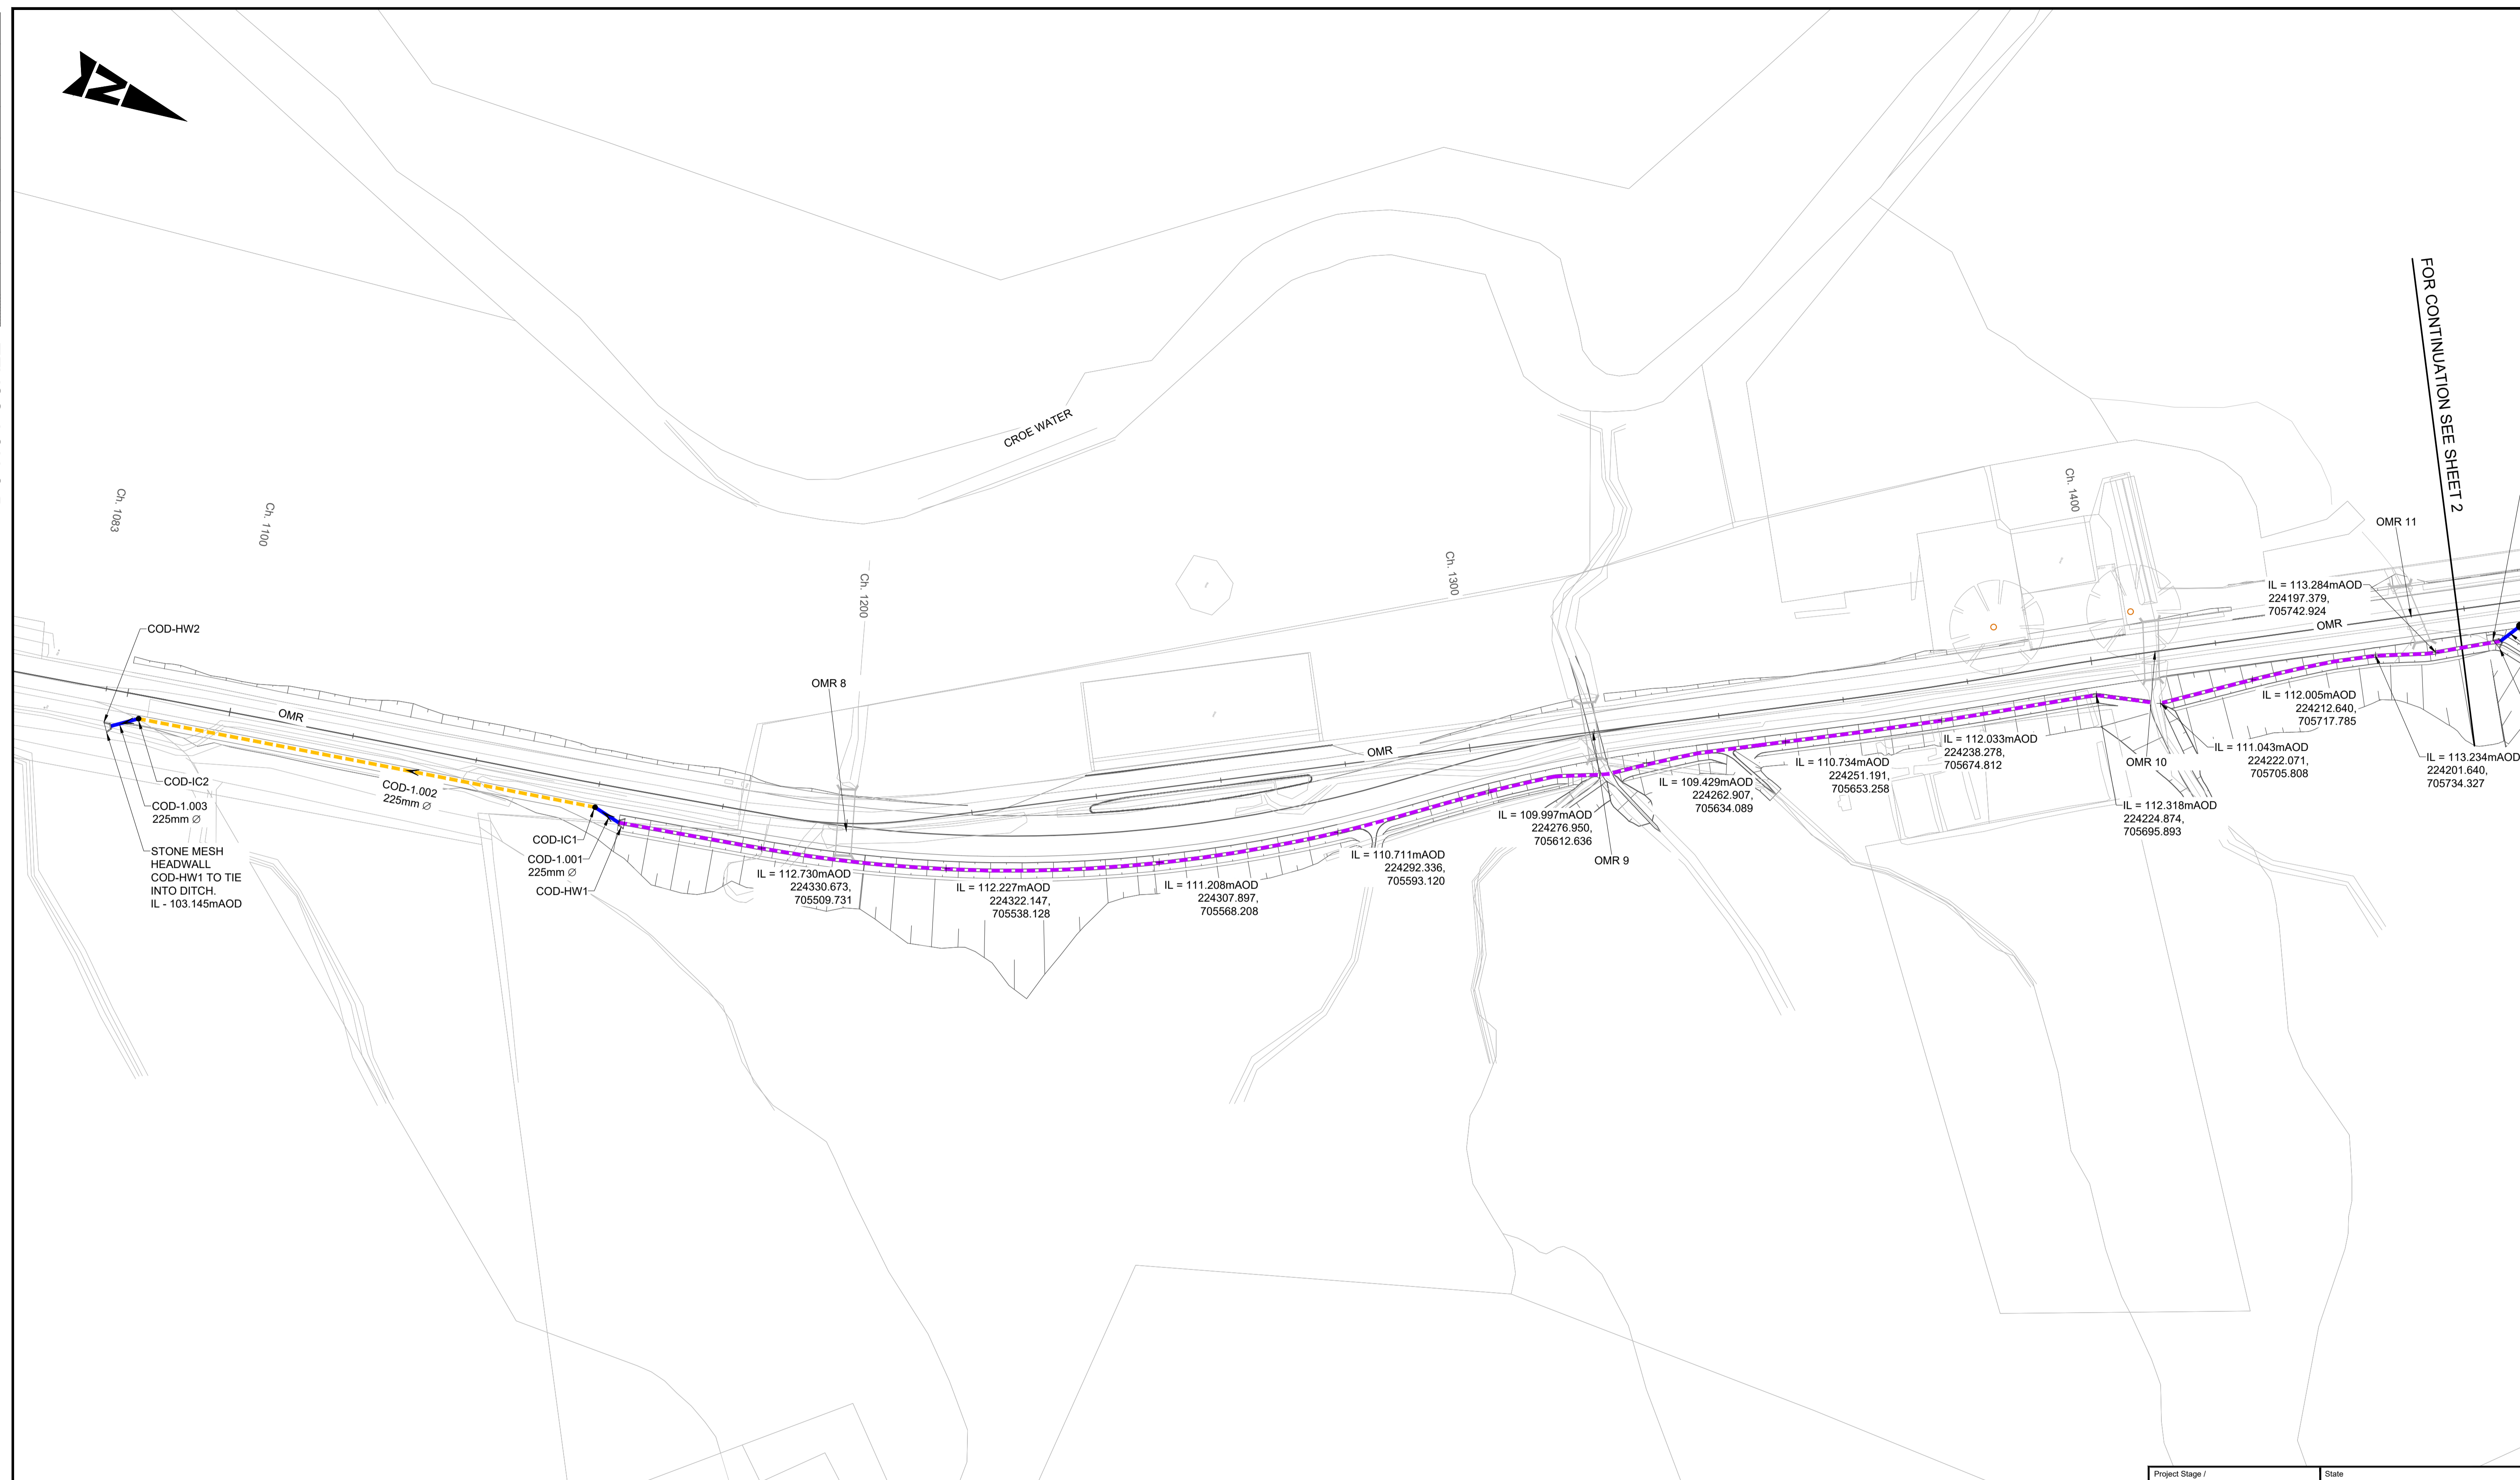 N
CROE WATER
FOR CONTINUATION SEE SHEET 2
Ch. 1083
Ch. 1100
Ch. 1200
Ch. 1300
Ch. 1400
OMR 11
IL = 113.284mAOD
224197.379,
705742.924
OMR
COD-HW2
OMR 8
OMR
OMR
IL = 112.005mAOD
224212.640,
705717.785
COD-IC2
COD-1.002
225mm ∅
COD-1.003
225mm ∅
STONE MESH
HEADWALL
COD-HW1 TO TIE
INTO DITCH.
IL - 103.145mAOD
COD-IC1
COD-1.001
225mm ∅
COD-HW1
IL = 112.730mAOD
224330.673,
705509.731
IL = 112.227mAOD
224322.147,
705538.128
IL = 111.208mAOD
224307.897,
705568.208
IL = 110.711mAOD
224292.336,
705593.120
IL = 109.997mAOD
224276.950,
705612.636
OMR 9
IL = 109.429mAOD
224262.907,
705634.089
IL = 110.734mAOD
224251.191,
705653.258
IL = 112.033mAOD
224238.278,
705674.812
OMR 10
IL = 112.318mAOD
224224.874,
705695.893
IL = 111.043mAOD
224222.071,
705705.808
IL = 113.234mAOD
224201.640,
705734.327
Project Stage /
State